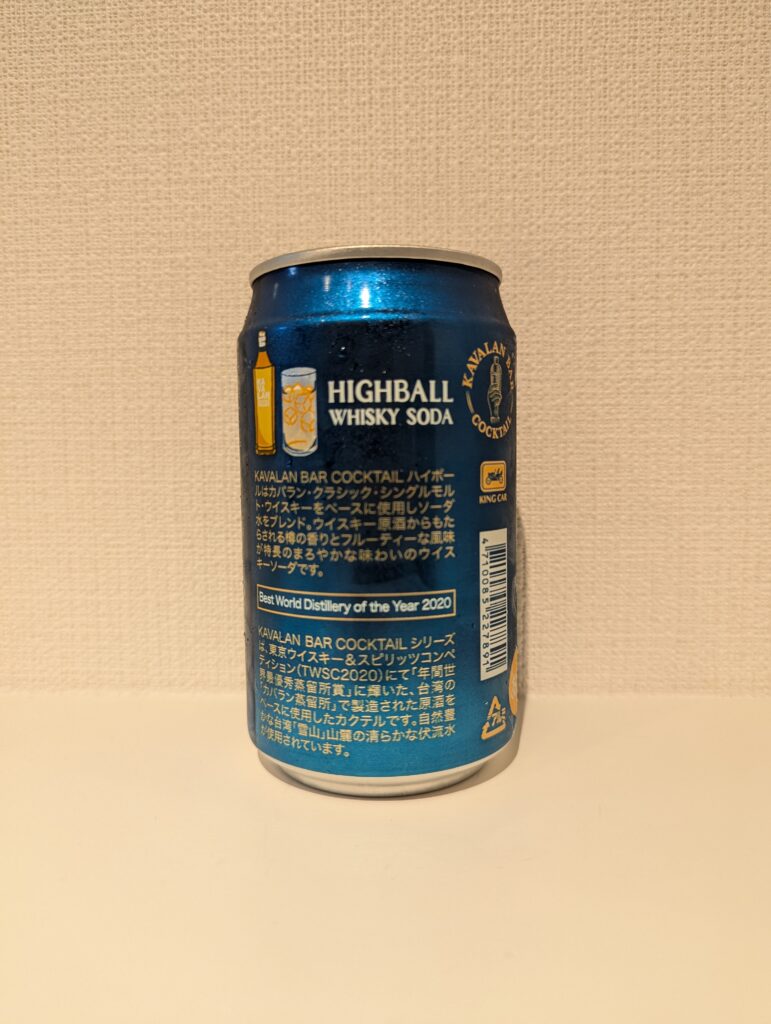 HIGHBALL
WHISKY SODA
KAVALAN BAR
COCKTAIL
KING CAR
KAVALAN BAR COCKTAIL ハイボー
ルはカバラン・クラシック・シングルモル
ト・ウイスキーをベースに使用しソーダ
水をブレンド。ウイスキー原酒からもた
らされる樽の香りとフルーティーな風味
が特長のまろやかな味わいのウイス
キーソーダです。
Best World Distillery of the Year 2020
KAVALAN BAR COCKTAIL シリーズ
は、東京ウイスキー&スピリッツコンペ
ティション(TWSC2020)にて「年間世
界最優秀蒸留所賞」に輝いた、台湾の
「カバラン蒸留所」で製造された原酒を
ベースに使用したカクテルです。自然豊
かな台湾「雪山」山麓の清らかな伏流水
が使用されています。
4710085227891